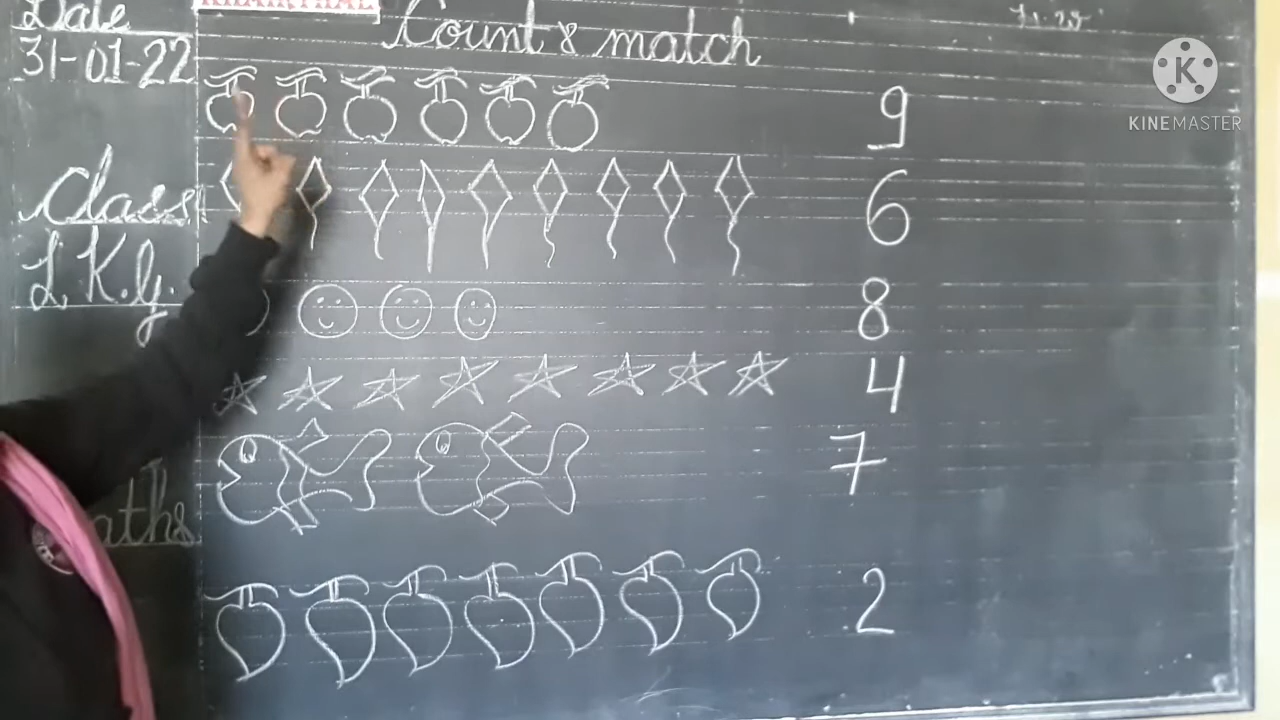 Date
31-01-22
Count & match
9
Class
L.K.G.
6
8
4
7
2
KINEMASTER